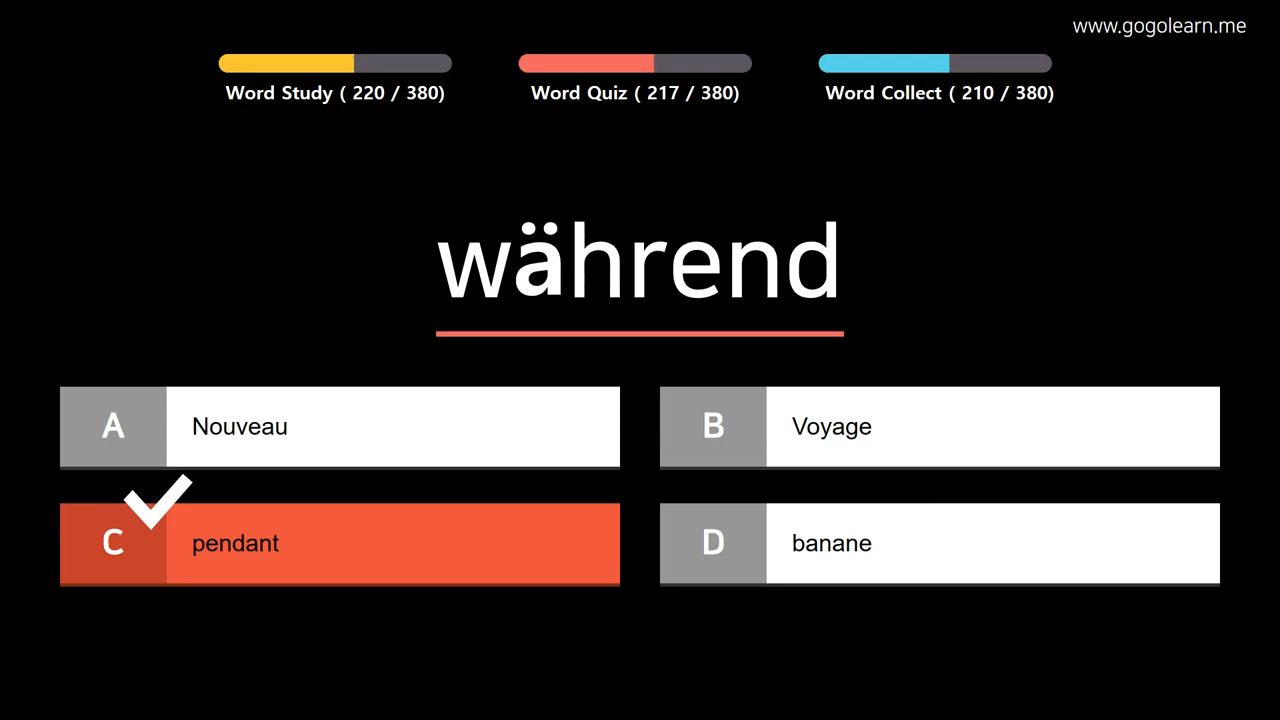 www.gogolearn.me
Word Study ( 220 / 380)
Word Quiz ( 217 / 380)
Word Collect ( 210 / 380)
während
A Nouveau
B Voyage
C pendant
D banane